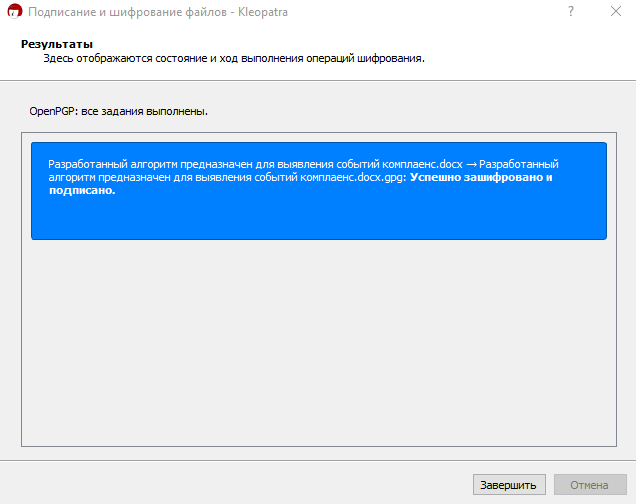 Подписание и шифрование файлов - Kleopatra
?
Результаты
Здесь отображаются состояние и ход выполнения операций шифрования.
OpenPGP: все задания выполнены.
Разработанный алгоритм предназначен для выявления событий комплаенс.docx → Разработанный
алгоритм предназначен для выявления событий комплаенс.docx.gpg: Успешно зашифровано и
подписано.
Завершить
Отмена